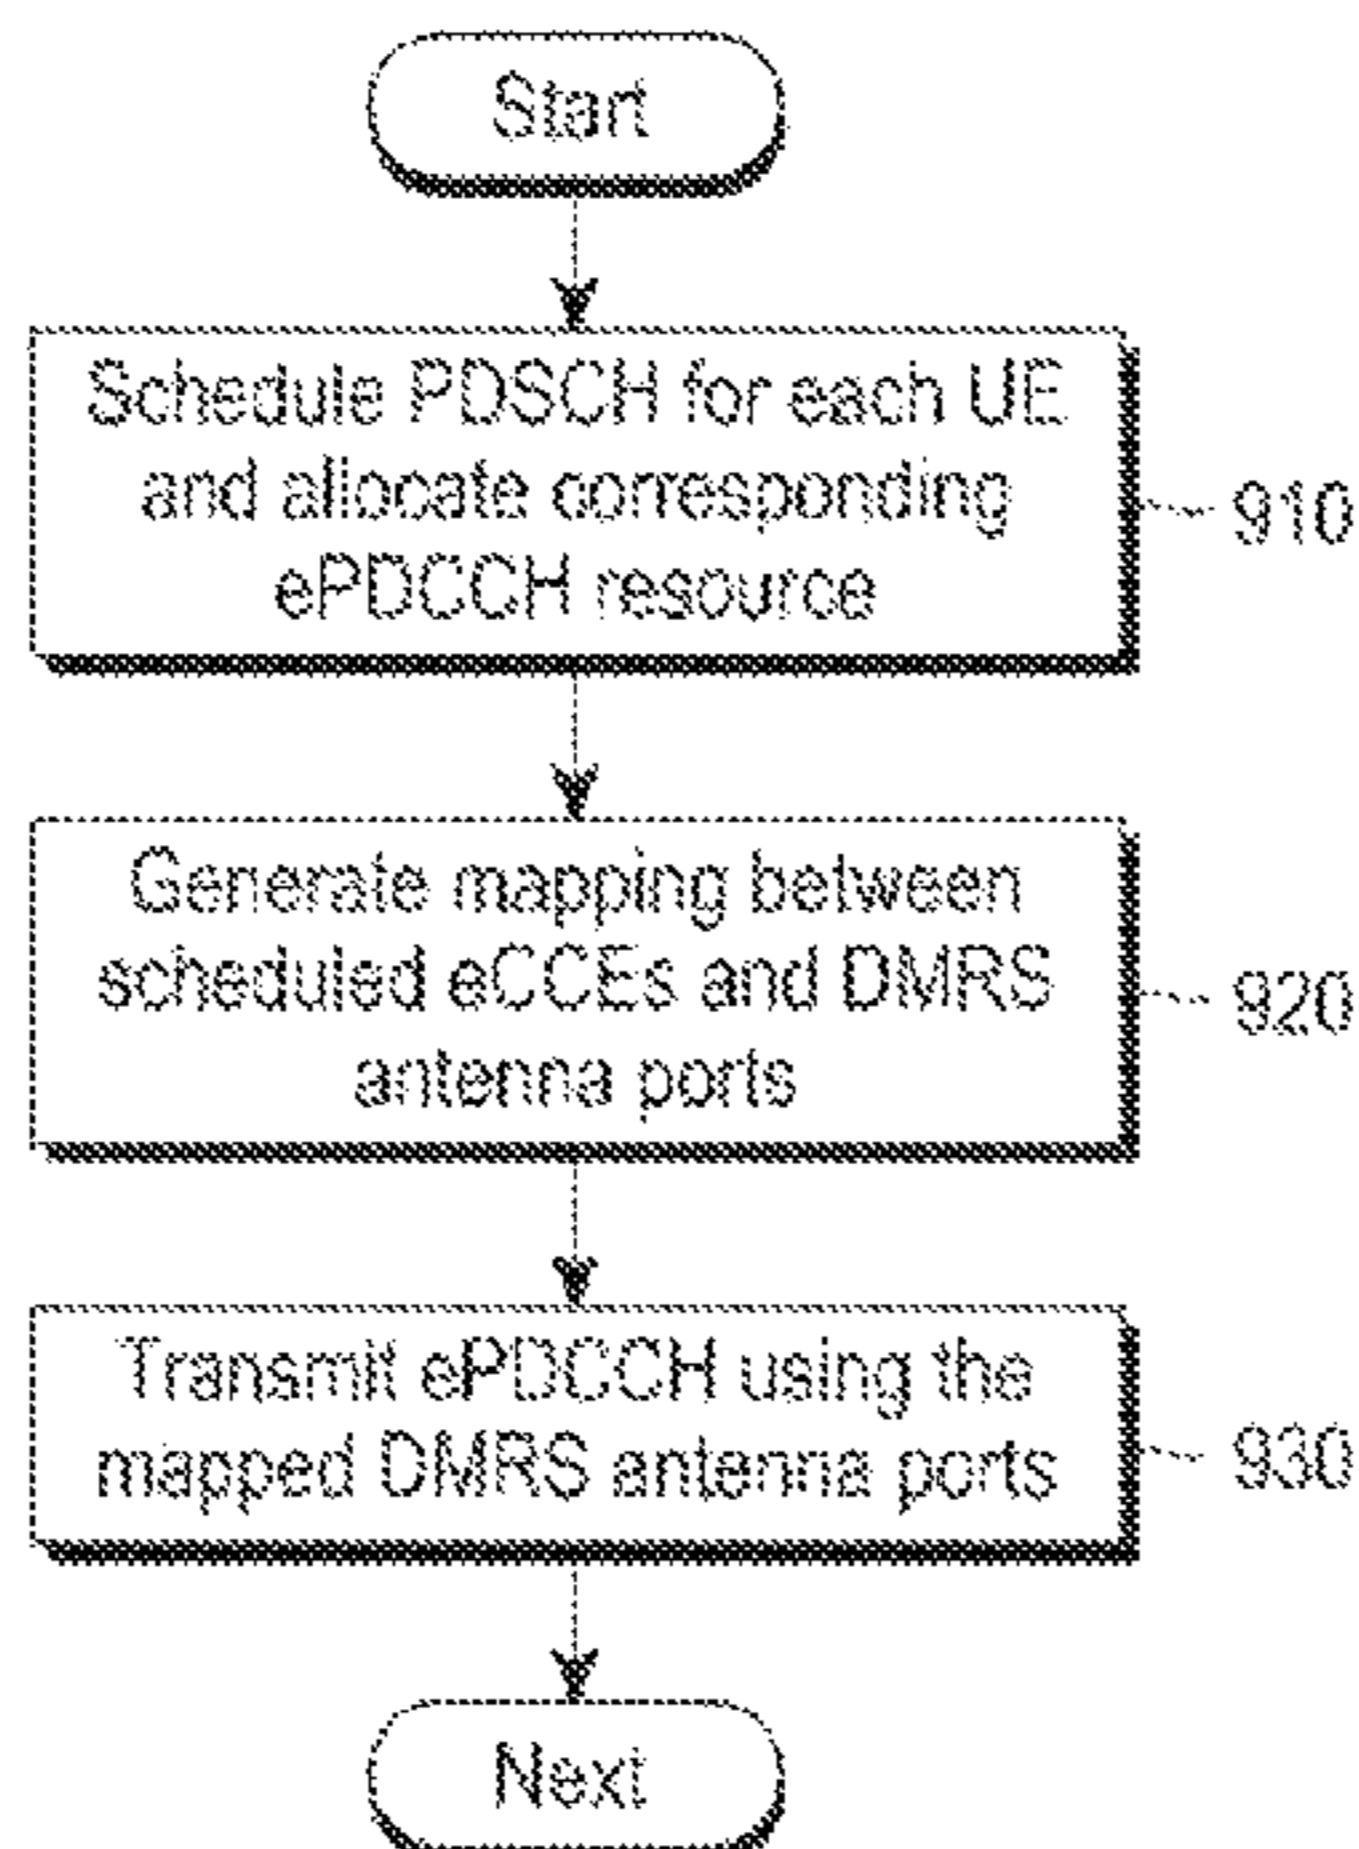 Start
Schedule PDSCH for each UE
and allocate corresponding
ePDCCH resource
910
Generate mapping between
scheduled eCCEs and DMRS
antenna ports
920
Transmit ePDCCH using the
mapped DMRS antenna ports
930
Next